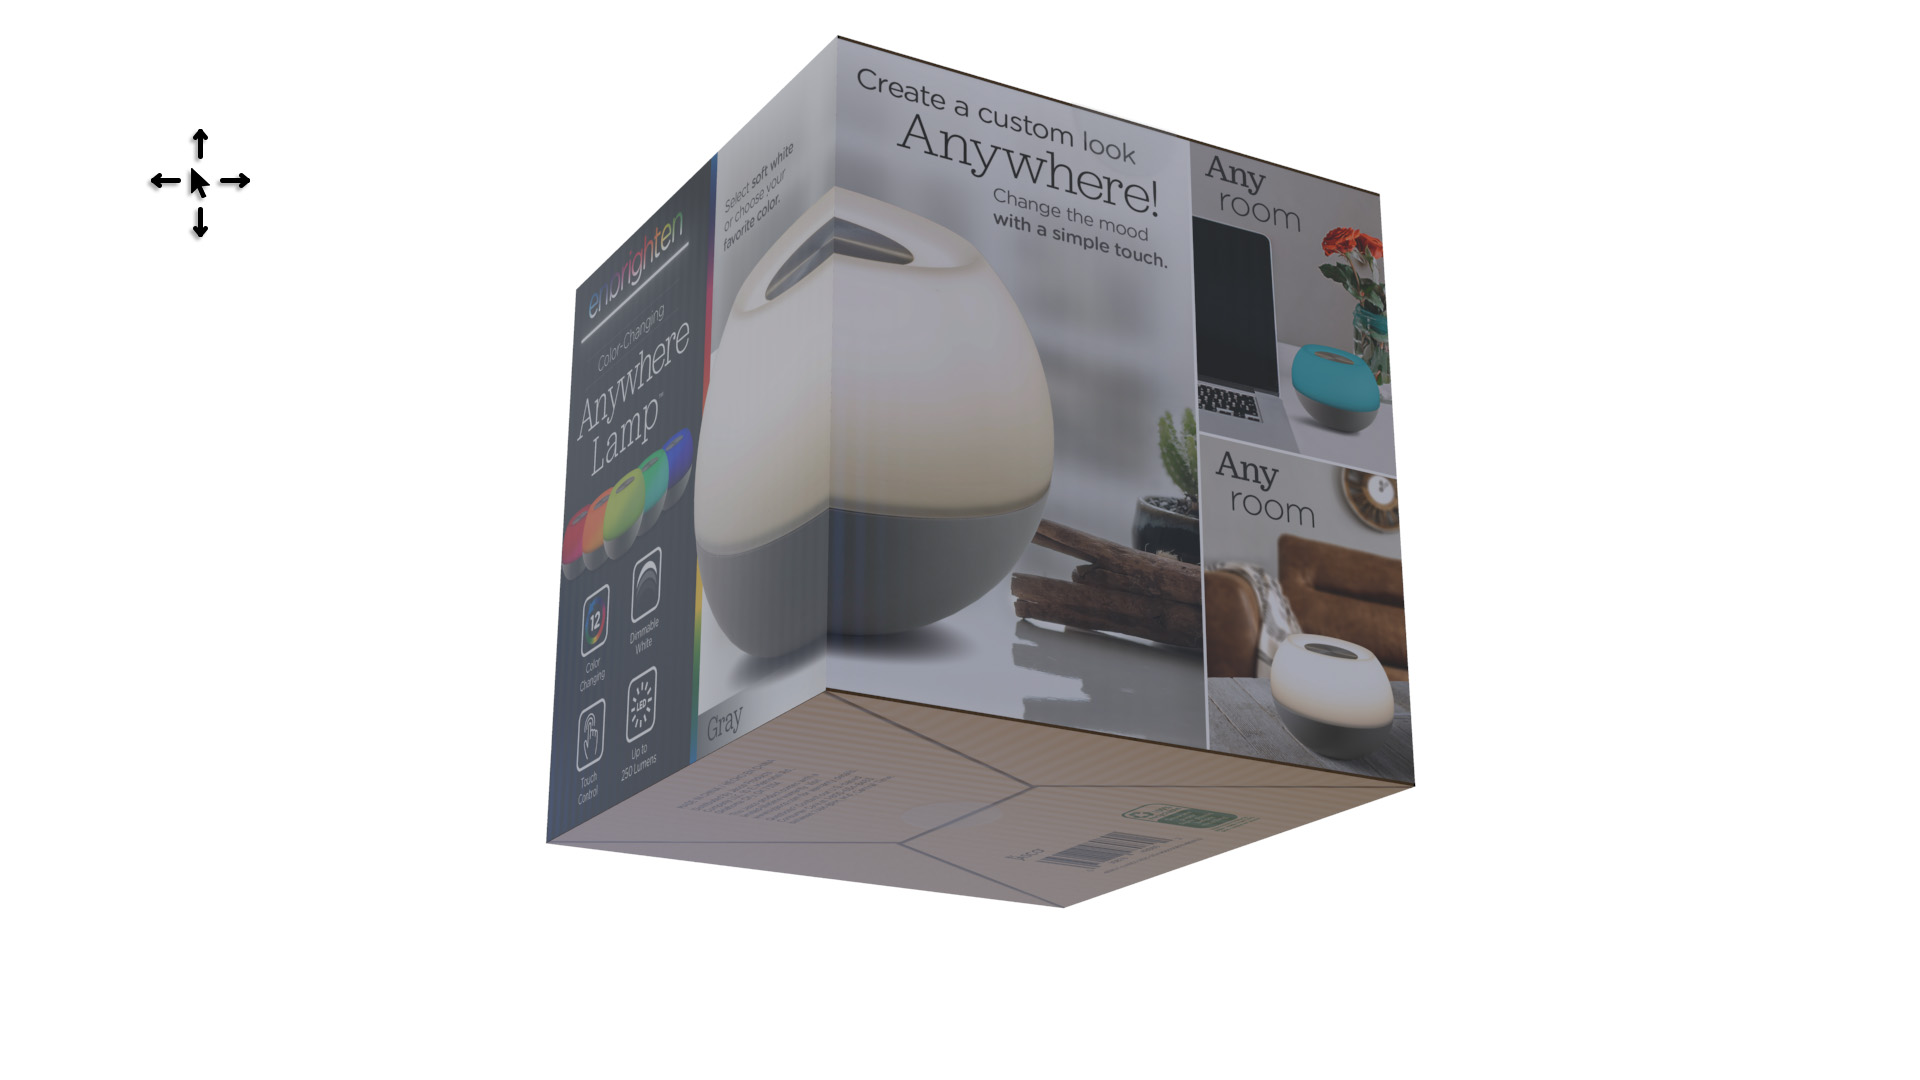 enbrighten
Color-Changing
Anywhere
Lamp™
12
Color
Changing
Dimmable
White
Touch
Control
LED
Up to
250 Lumens
Select soft white
or choose your
favorite color.
Gray
Create a custom look
Anywhere!
Change the mood
with a simple touch.
Any
room
Any
room